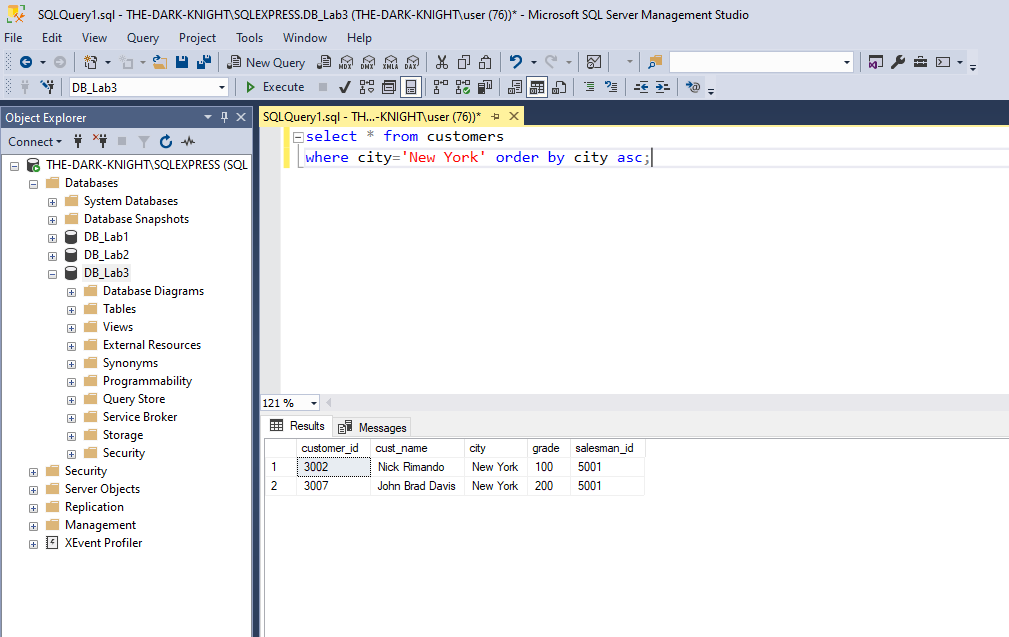 SQLQuery1.sql - THE-DARK-KNIGHT\SQLEXPRESS.DB_Lab3 (THE-DARK-KNIGHT\user (76))* - Microsoft SQL Server Management Studio
File Edit View Query Project Tools Window Help
New Query MDX DMX XMLA DAX
DB_Lab3 Execute
Object Explorer
Connect
THE-DARK-KNIGHT\SQLEXPRESS (SQL
Databases
System Databases
Database Snapshots
DB_Lab1
DB_Lab2
DB_Lab3
Database Diagrams
Tables
Views
External Resources
Synonyms
Programmability
Query Store
Service Broker
Storage
Security
Security
Server Objects
Replication
Management
XEvent Profiler
SQLQuery1.sql - TH...-KNIGHT\user (76))*
select * from customers
where city='New York' order by city asc;
121 %
Results Messages
customer_id cust_name city grade salesman_id
1 3002 Nick Rimando New York 100 5001
2 3007 John Brad Davis New York 200 5001